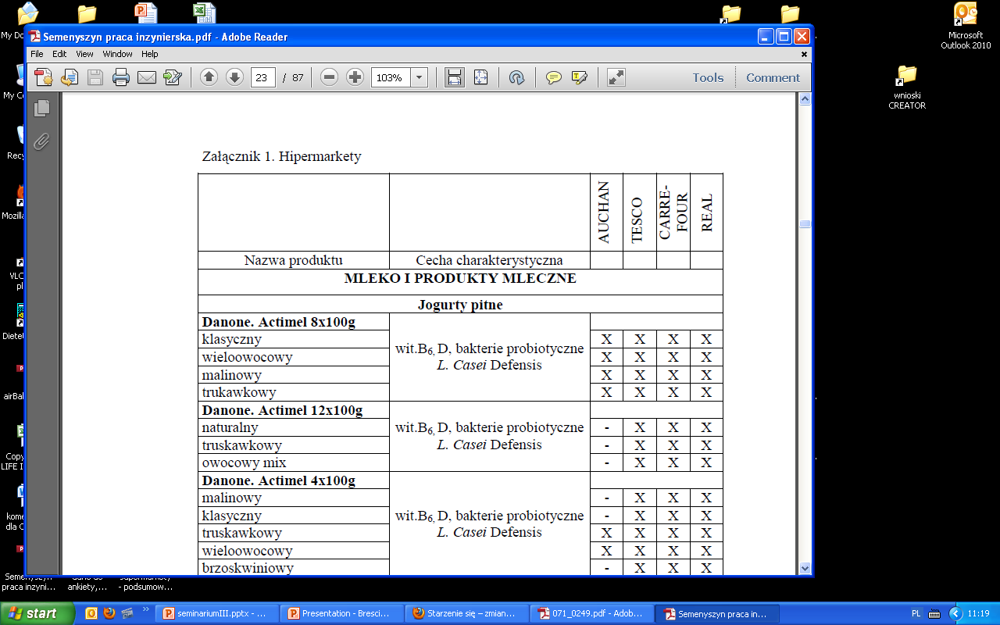 My Do
Microsoft
Outlook 2010
Semenyszyn praca inzynierska.pdf - Adobe Reader
File Edit View Window Help
23 / 87 103% Tools Comment
wnioski
CREATOR
My C
Recy
Mozilla
VLC
pl
Dietet
airBal
Copy
LIFE I
kome
dla C
Załącznik 1. Hipermarkety
AUCHAN
TESCO
CARRE-
FOUR
REAL
Nazwa produktu Cecha charakterystyczna
MLEKO I PRODUKTY MLECZNE
Jogurty pitne
Danone. Actimel 8x100g
klasyczny X X X X
wit.B6, D, bakterie probiotyczne
wieloowocowy X X X X
L. Casei Defensis
malinowy X X X X
trukawkowy X X X X
Danone. Actimel 12x100g
naturalny wit.B6, D, bakterie probiotyczne - X X X
truskawkowy L. Casei Defensis - X X X
owocowy mix - X X X
Danone. Actimel 4x100g
malinowy - X X X
klasyczny wit.B6, D, bakterie probiotyczne - X X X
truskawkowy L. Casei Defensis X X X X
wieloowocowy X X X X
brzoskwiniowy - X X X
praca inzyni... ankiety,... - podsumow...
start seminariumIII.pptx - ... Presentation - Bresci... Starzenie się – zmian... 071_0249.pdf - Adob... Semenyszyn praca in... PL 11:19